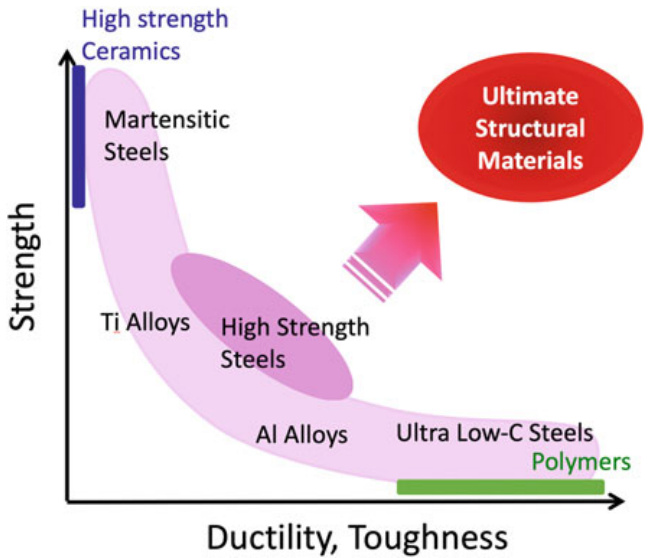 High strength
Ceramics
Martensitic
Steels
Ultimate
Structural
Materials
Strength
Ti Alloys
High Strength
Steels
Al Alloys
Ultra Low-C Steels
Polymers
Ductility, Toughness